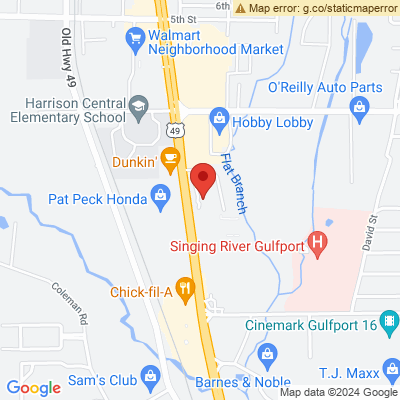 6th
Map error: g.co/staticmaperror
5th St
Old Hwy 49
Walmart
Neighborhood Market
O'Reilly Auto Parts
Harrison Central
Elementary School
Hobby Lobby
49
Dunkin'
Flat Branch
Pat Peck Honda
David St
Singing River Gulfport
H
Coleman Rd
Chick-fil-A
Cinemark Gulfport 16
T.J. Maxx
Sam's Club
Barnes & Noble
Google
Map data ©2024 Google